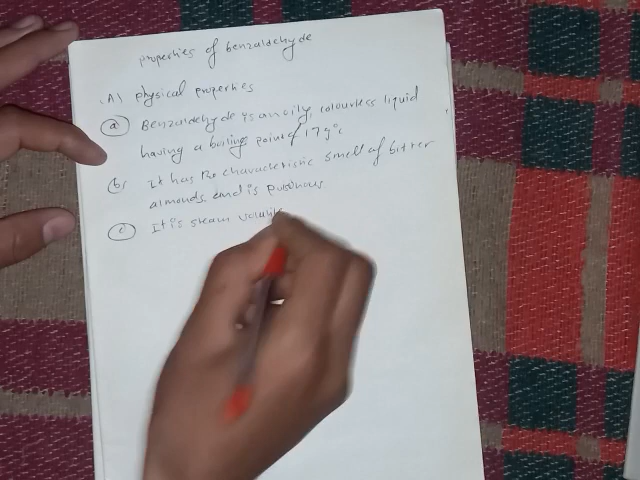 properties of benzaldehyde
(A) physical properties
(a) Benzaldehyde is an oily, colourless liquid
having a boiling point of 179°c
(b) It has the characteristic smell of bitter
almonds and is poisonous
(c) It is steam volatile